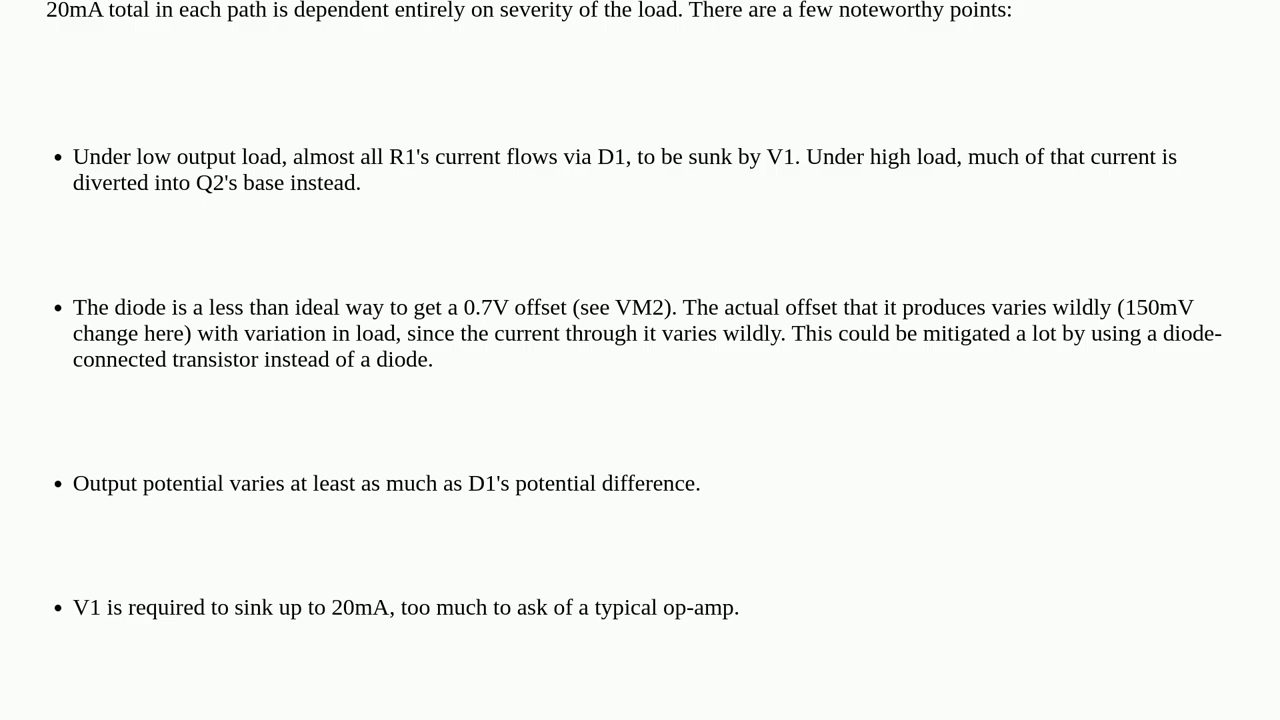 20mA total in each path is dependent entirely on severity of the load. There are a few noteworthy points:
• Under low output load, almost all R1's current flows via D1, to be sunk by V1. Under high load, much of that current is
diverted into Q2's base instead.
• The diode is a less than ideal way to get a 0.7V offset (see VM2). The actual offset that it produces varies wildly (150mV
change here) with variation in load, since the current through it varies wildly. This could be mitigated a lot by using a diode-
connected transistor instead of a diode.
• Output potential varies at least as much as D1's potential difference.
• V1 is required to sink up to 20mA, too much to ask of a typical op-amp.